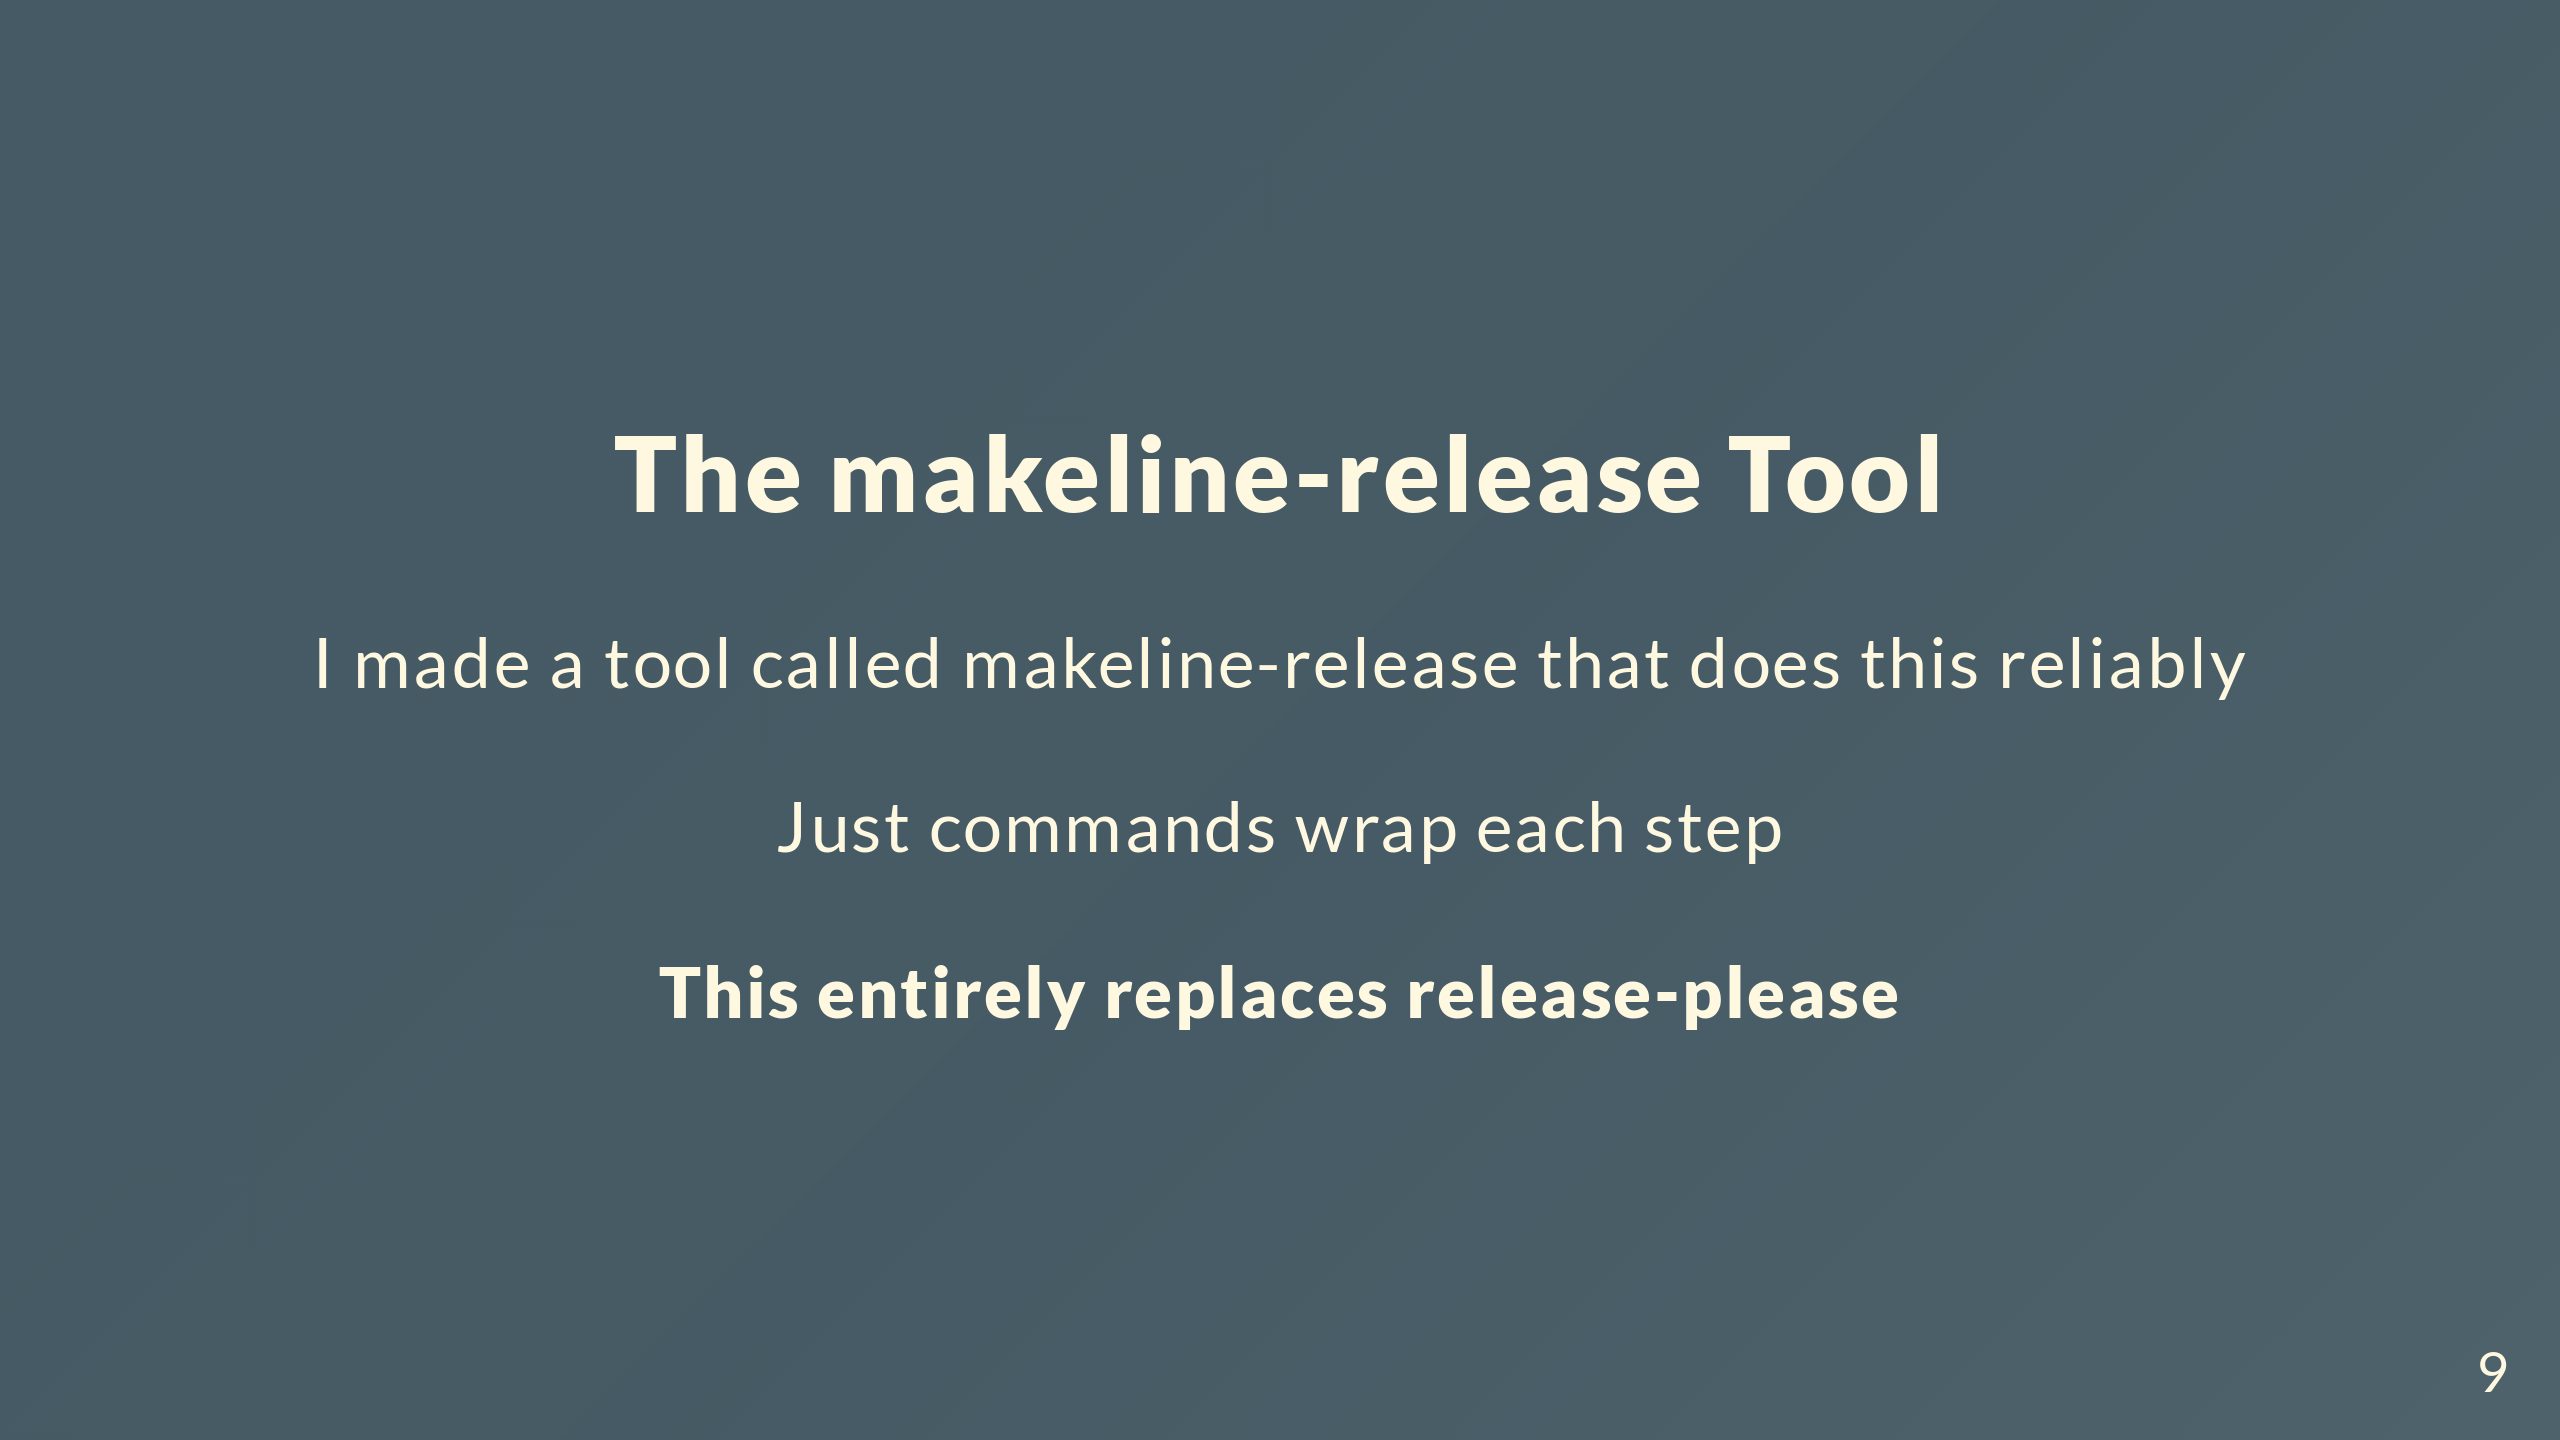 The makeline-release Tool
I made a tool called makeline-release that does this reliably
Just commands wrap each step
This entirely replaces release-please
9